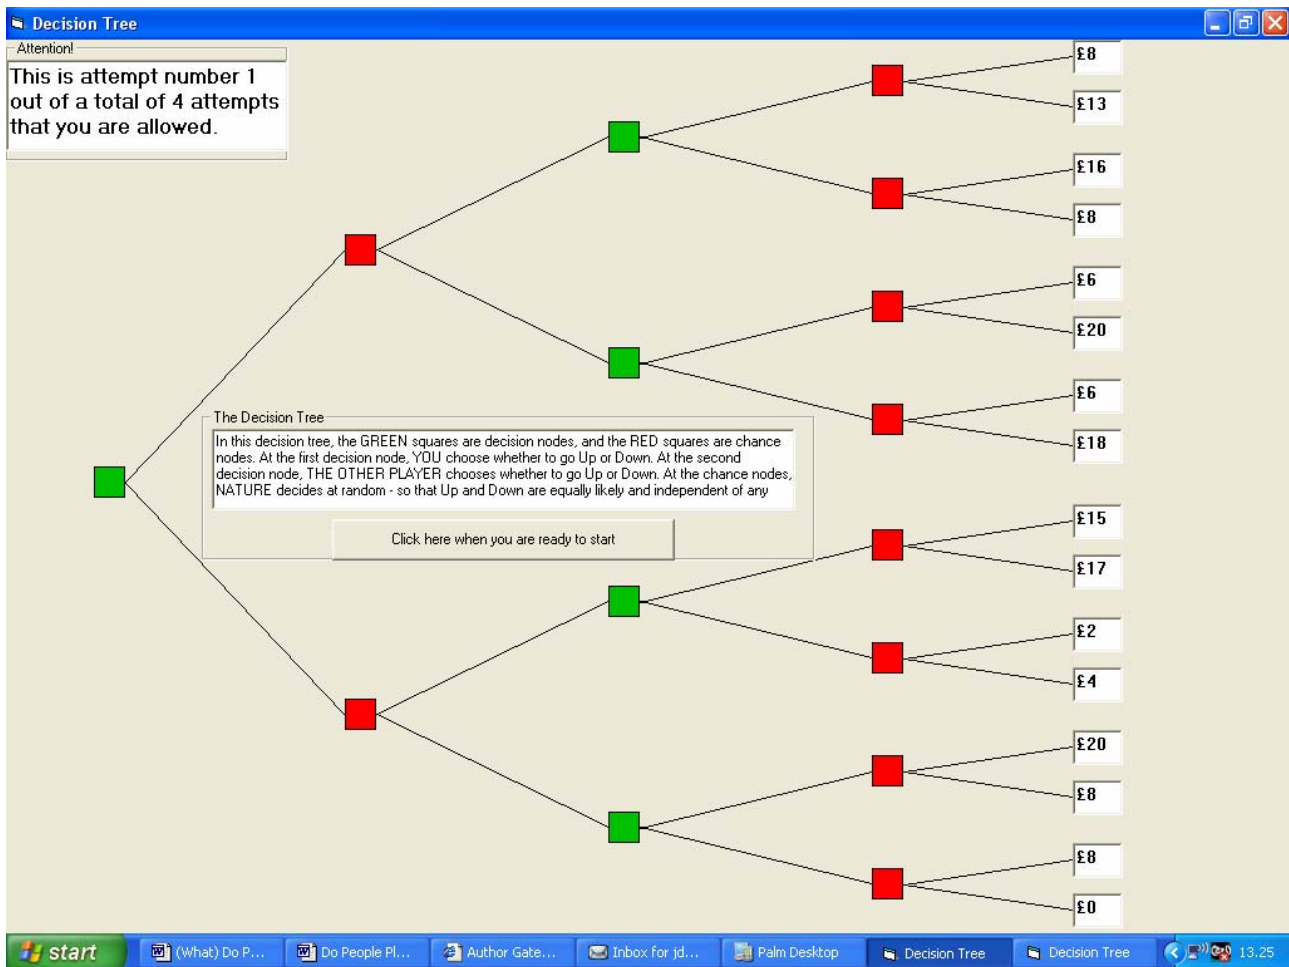 Decision Tree
Attention!
This is attempt number 1
out of a total of 4 attempts
that you are allowed.
£8
£13
£16
£8
£6
£20
£6
£18
The Decision Tree
In this decision tree, the GREEN squares are decision nodes, and the RED squares are chance
nodes. At the first decision node, YOU choose whether to go Up or Down. At the second
decision node, THE OTHER PLAYER chooses whether to go Up or Down. At the chance nodes,
NATURE decides at random - so that Up and Down are equally likely and independent of any
Click here when you are ready to start
£15
£17
£2
£4
£20
£8
£8
£0
start
(What) Do P...
Do People Pl...
Author Gate...
Inbox for jd...
Palm Desktop
Decision Tree
Decision Tree
13.25